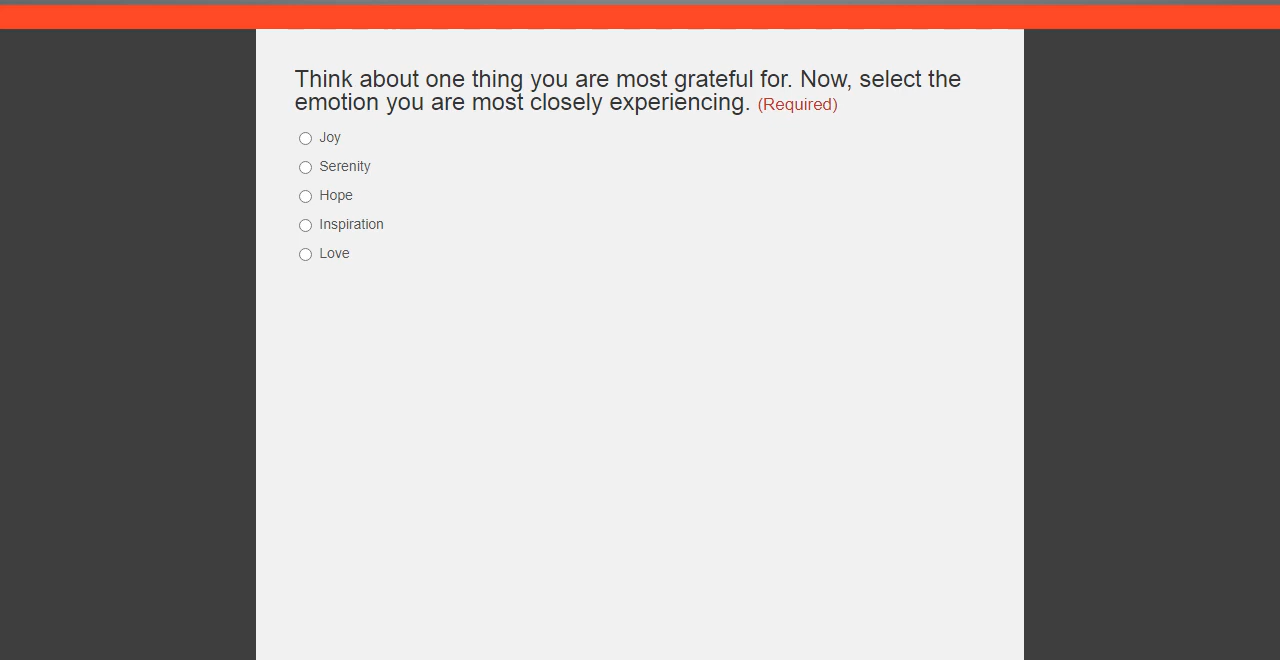 Think about one thing you are most grateful for. Now, select the
emotion you are most closely experiencing. (Required)
Joy
Serenity
Hope
Inspiration
Love